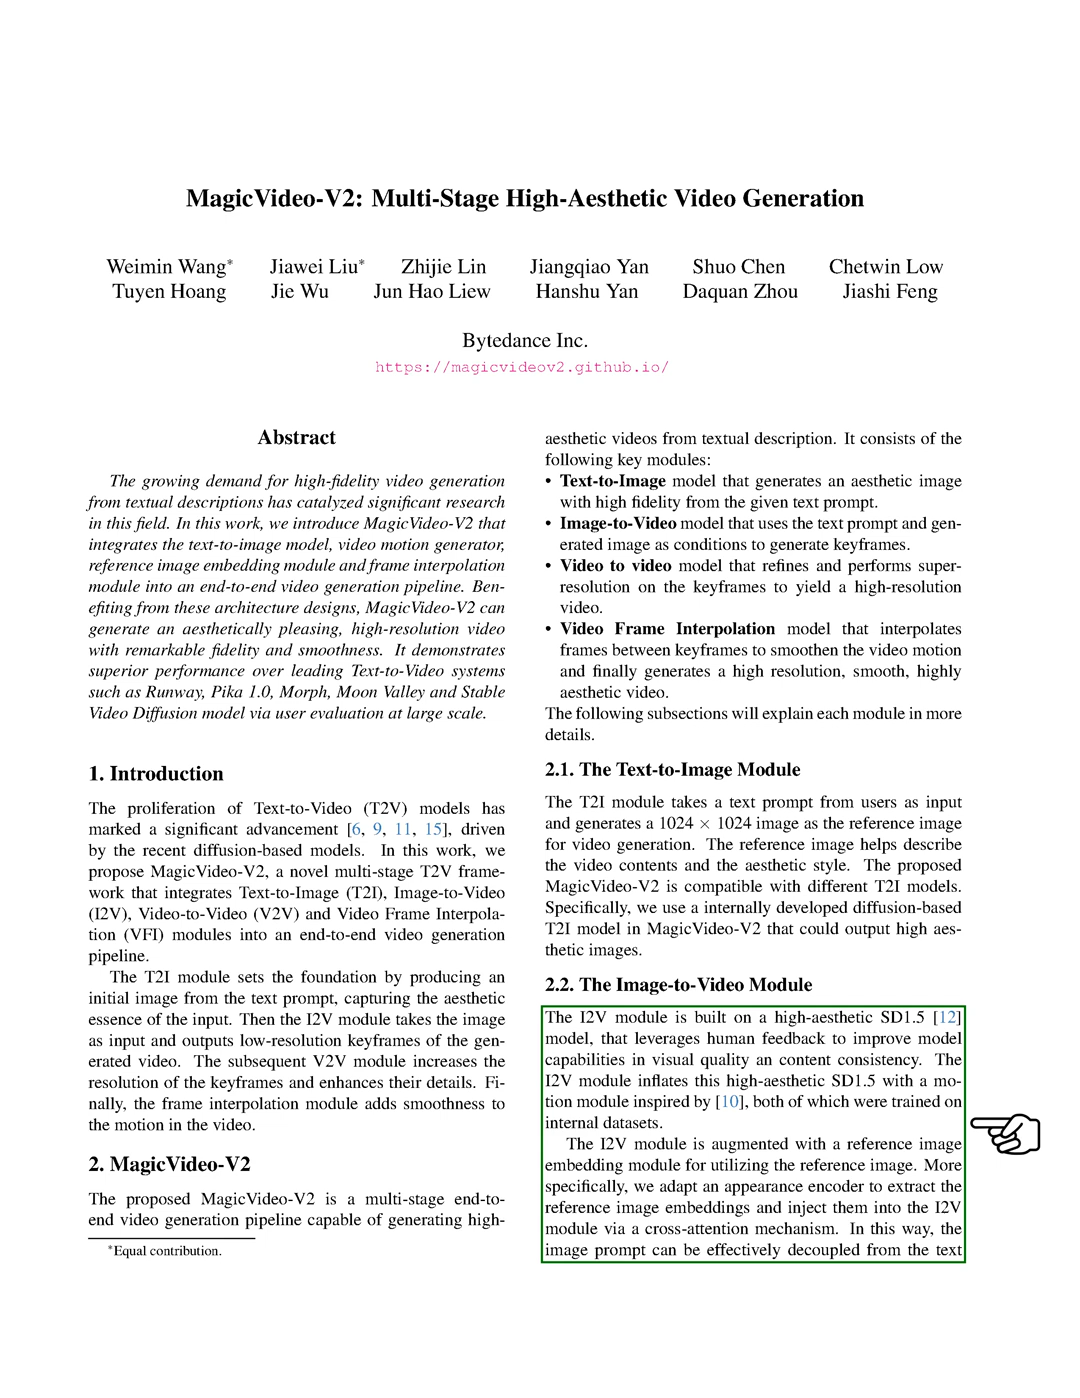 MagicVideo-V2: Multi-Stage High-Aesthetic Video Generation
Weimin Wang* Jiawei Liu* Zhijie Lin Jiangqiao Yan Shuo Chen Chetwin Low
Tuyen Hoang Jie Wu Jun Hao Liew Hanshu Yan Daquan Zhou Jiashi Feng
Bytedance Inc.
https://magicvideov2.github.io/
Abstract
The growing demand for high-fidelity video generation
from textual descriptions has catalyzed significant research
in this field. In this work, we introduce MagicVideo-V2 that
integrates the text-to-image model, video motion generator,
reference image embedding module and frame interpolation
module into an end-to-end video generation pipeline. Ben-
efiting from these architecture designs, MagicVideo-V2 can
generate an aesthetically pleasing, high-resolution video
with remarkable fidelity and smoothness. It demonstrates
superior performance over leading Text-to-Video systems
such as Runway, Pika 1.0, Morph, Moon Valley and Stable
Video Diffusion model via user evaluation at large scale.
1. Introduction
The proliferation of Text-to-Video (T2V) models has
marked a significant advancement [6, 9, 11, 15], driven
by the recent diffusion-based models. In this work, we
propose MagicVideo-V2, a novel multi-stage T2V frame-
work that integrates Text-to-Image (T2I), Image-to-Video
(I2V), Video-to-Video (V2V) and Video Frame Interpola-
tion (VFI) modules into an end-to-end video generation
pipeline.
The T2I module sets the foundation by producing an
initial image from the text prompt, capturing the aesthetic
essence of the input. Then the I2V module takes the image
as input and outputs low-resolution keyframes of the gen-
erated video. The subsequent V2V module increases the
resolution of the keyframes and enhances their details. Fi-
nally, the frame interpolation module adds smoothness to
the motion in the video.
2. MagicVideo-V2
The proposed MagicVideo-V2 is a multi-stage end-to-
end video generation pipeline capable of generating high-
*Equal contribution.
aesthetic videos from textual description. It consists of the
following key modules:
• Text-to-Image model that generates an aesthetic image
with high fidelity from the given text prompt.
• Image-to-Video model that uses the text prompt and gen-
erated image as conditions to generate keyframes.
• Video to video model that refines and performs super-
resolution on the keyframes to yield a high-resolution
video.
• Video Frame Interpolation model that interpolates
frames between keyframes to smoothen the video motion
and finally generates a high resolution, smooth, highly
aesthetic video.
The following subsections will explain each module in more
details.
2.1. The Text-to-Image Module
The T2I module takes a text prompt from users as input
and generates a 1024 × 1024 image as the reference image
for video generation. The reference image helps describe
the video contents and the aesthetic style. The proposed
MagicVideo-V2 is compatible with different T2I models.
Specifically, we use a internally developed diffusion-based
T2I model in MagicVideo-V2 that could output high aes-
thetic images.
2.2. The Image-to-Video Module
The I2V module is built on a high-aesthetic SD1.5 [12]
model, that leverages human feedback to improve model
capabilities in visual quality an content consistency. The
I2V module inflates this high-aesthetic SD1.5 with a mo-
tion module inspired by [10], both of which were trained on
internal datasets.
The I2V module is augmented with a reference image
embedding module for utilizing the reference image. More
specifically, we adapt an appearance encoder to extract the
reference image embeddings and inject them into the I2V
module via a cross-attention mechanism. In this way, the
image prompt can be effectively decoupled from the text